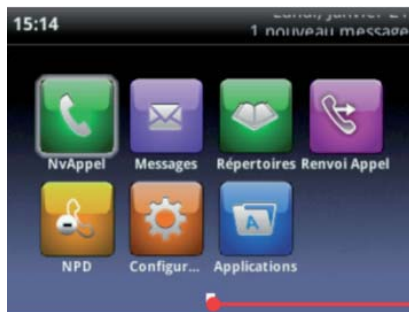 15:14
1 nouveau message
NvAppel Messages Répertoires Renvoi Appel
A
NPD Configur... Applications